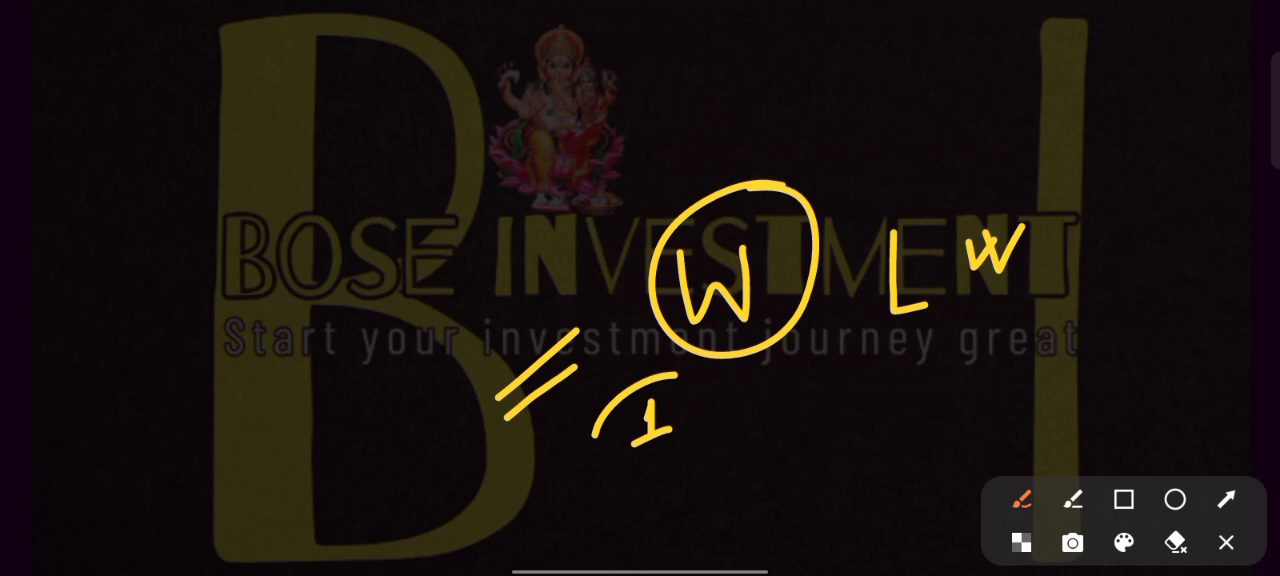 B I
BOSE INVESTMENT
Start your investment journey great
W L W
1